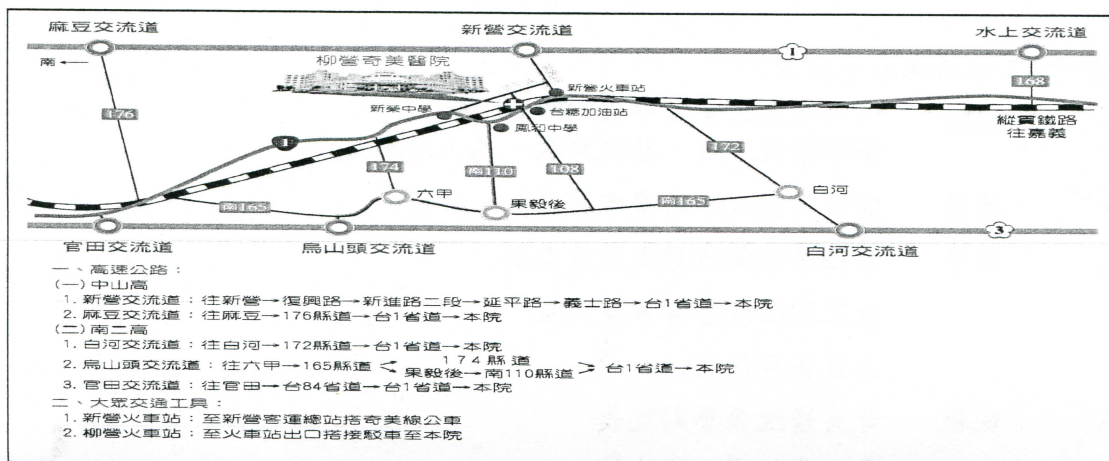 麻豆交流道
新營交流道
水上交流道
1
南←
柳營奇美醫院
168
新營火車站
新榮中學
台糖加油站
176
鳳和中學
縱貫鐵路
往嘉義
1
172
174
南110
108
六甲
果毅後
白河
南165
南165
3
官田交流道
烏山頭交流道
白河交流道
一、高速公路：
(一)中山高
1. 新營交流道：往新營→復興路→新進路二段→延平路→義士路→台1省道→本院
2. 麻豆交流道：往麻豆→176縣道→台1省道→本院
(二)南二高
1. 白河交流道：往白河→172縣道→台1省道→本院
2. 烏山頭交流道：往六甲→165縣道< 174縣道 果毅後→南110縣道 >台1省道→本院
3. 官田交流道：往官田→台84省道→台1省道→本院
二、大眾交通工具：
1. 新營火車站：至新營客運總站搭奇美線公車
2. 柳營火車站：至火車站出口搭接駁車至本院